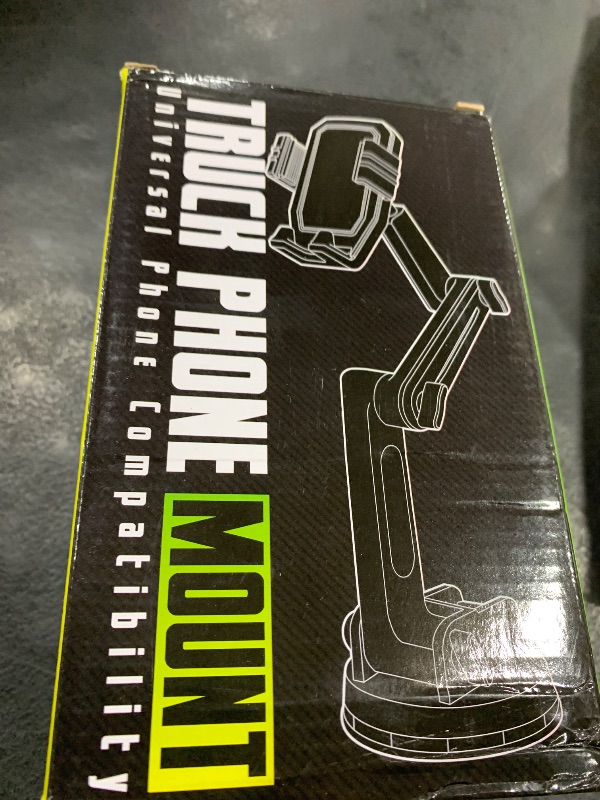 TRUCK PHONE MOUNT
Universal Phone Compatibility